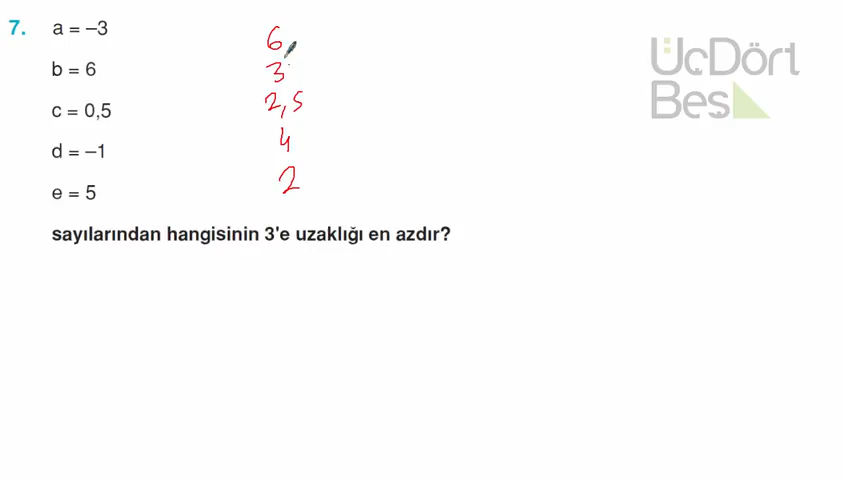 7. a = –3 6
b = 6 3
c = 0,5 2,5
d = –1 4
e = 5 2
sayılarından hangisinin 3'e uzaklığı en azdır?
ÜçDört
Beş